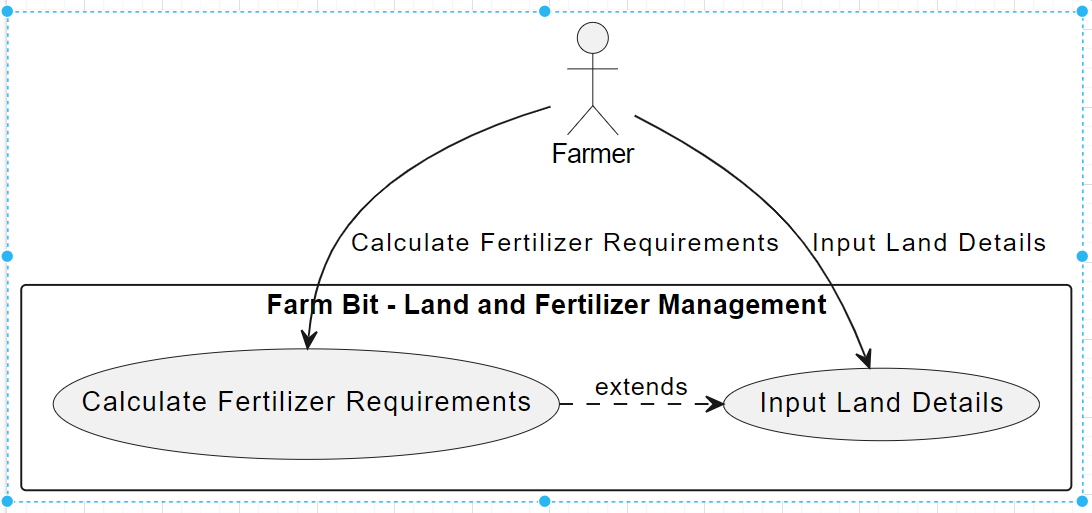 Farmer
Calculate Fertilizer Requirements
Input Land Details
Farm Bit - Land and Fertilizer Management
extends
Calculate Fertilizer Requirements
Input Land Details